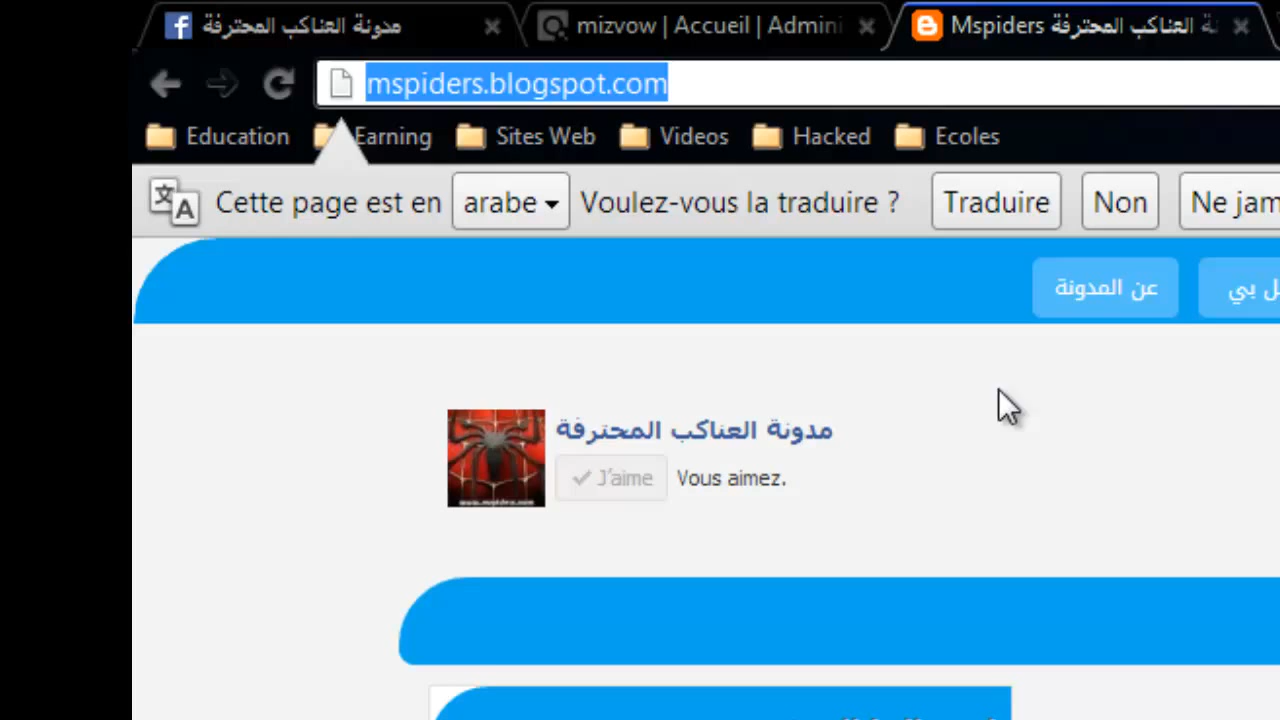 مدونة العناكب المحترفة
mizvow | Accueil | Admini
Mspiders مدونة العناكب المحترفة
mspiders.blogspot.com
Education Earning Sites Web Videos Hacked Ecoles
Cette page est en arabe Voulez-vous la traduire ? Traduire Non Ne jam
عن المدونة
ل بي
مدونة العناكب المحترفة
J'aime Vous aimez.